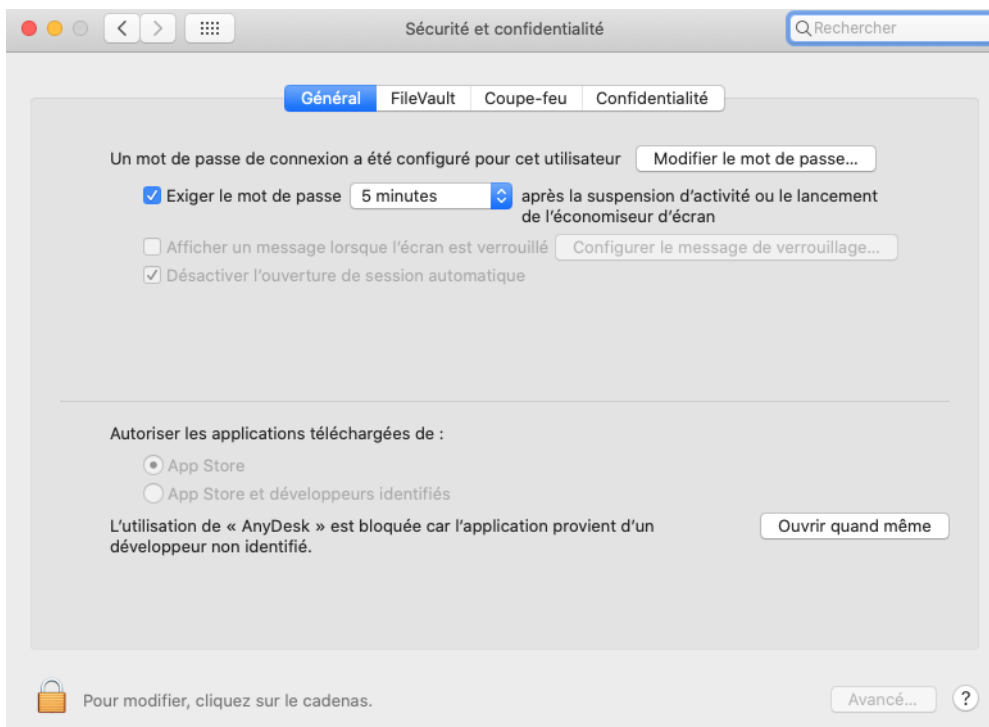 Sécurité et confidentialité
Rechercher
Général FileVault Coupe-feu Confidentialité
Un mot de passe de connexion a été configuré pour cet utilisateur Modifier le mot de passe...
Exiger le mot de passe 5 minutes après la suspension d'activité ou le lancement
de l'économiseur d'écran
Afficher un message lorsque l'écran est verrouillé Configurer le message de verrouillage...
Désactiver l'ouverture de session automatique
Autoriser les applications téléchargées de :
App Store
App Store et développeurs identifiés
L'utilisation de « AnyDesk » est bloquée car l'application provient d'un
développeur non identifié.
Ouvrir quand même
Pour modifier, cliquez sur le cadenas.
Avancé... ?